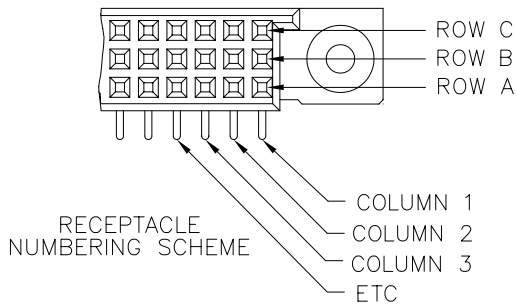 ROW C
ROW B
ROW A
COLUMN 1
COLUMN 2
COLUMN 3
ETC
RECEPTACLE
NUMBERING SCHEME